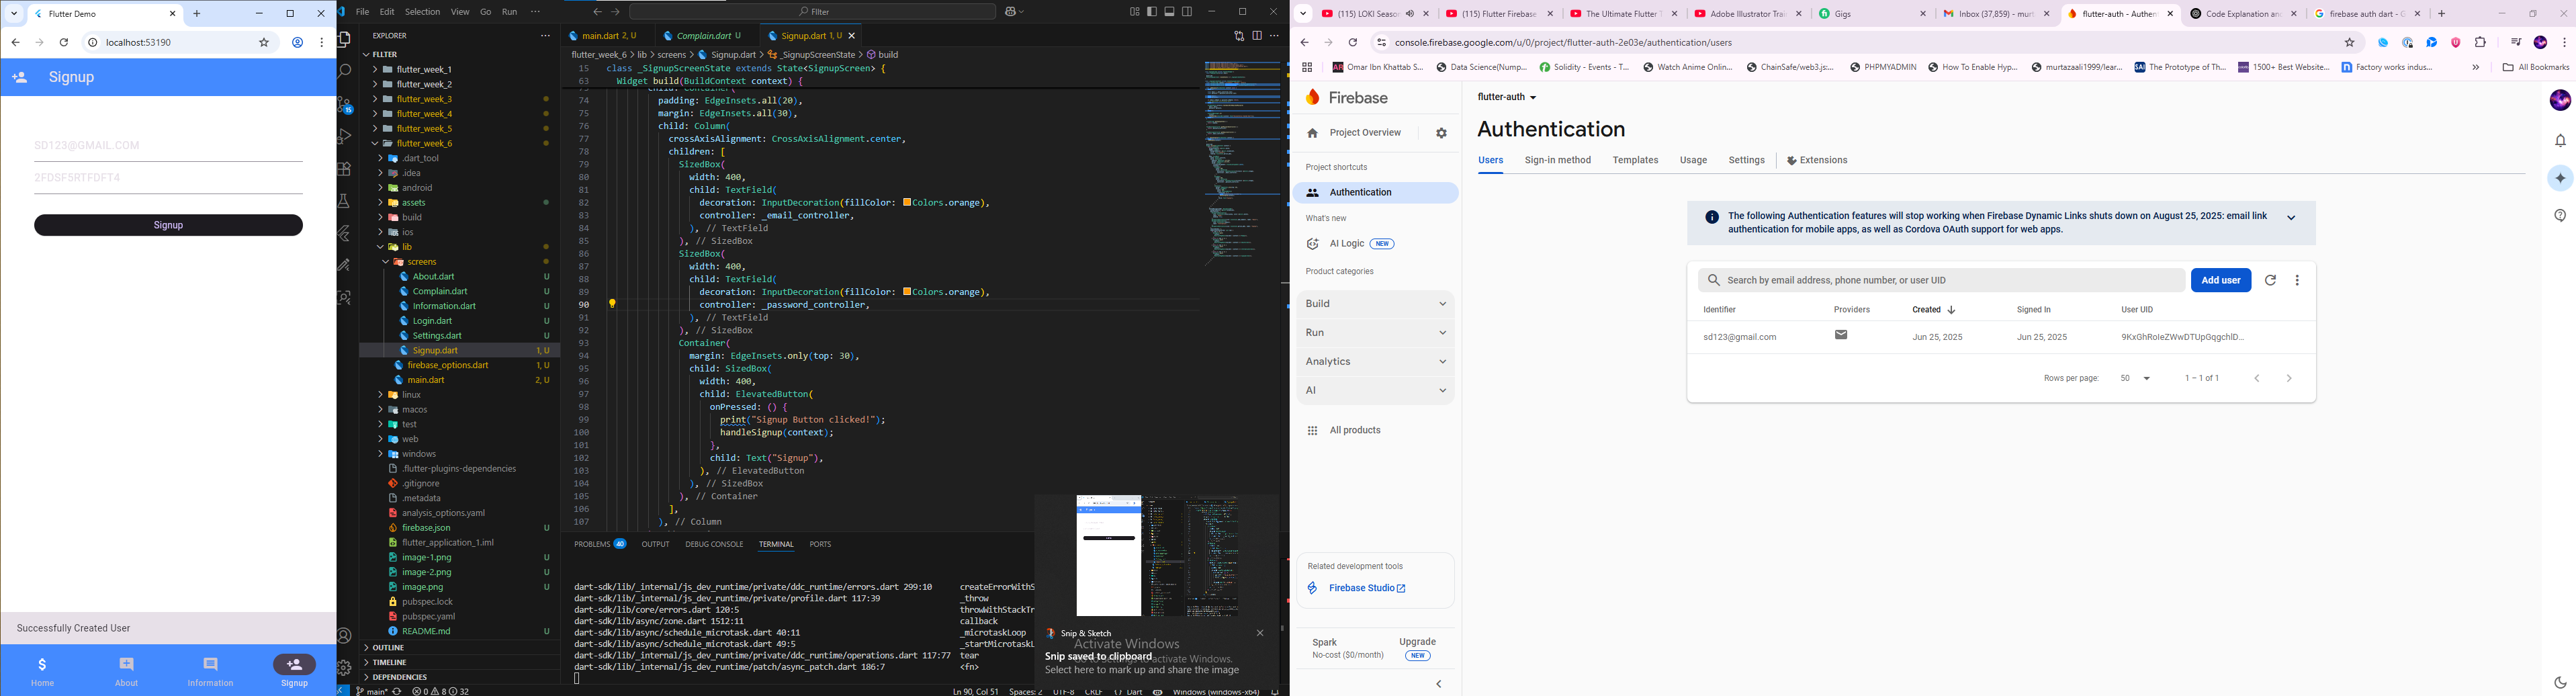 Flutter Demo
localhost:53190
Signup
SD123@GMAIL.COM
2FDSF5RTFDFT4
Signup
Successfully Created User
Home
About
Information
Signup
File Edit Selection View Go Run ···
Filter
EXPLORER
FLLTER
flutter_week_1
flutter_week_2
flutter_week_3
flutter_week_4
flutter_week_5
flutter_week_6
.dart_tool
.idea
android
assets
build
ios
lib
screens
About.dart U
Complain.dart U
Information.dart U
Login.dart U
Settings.dart U
Signup.dart 1, U
firebase_options.dart 1, U
main.dart 2, U
linux
macos
test
web
windows
.flutter-plugins-dependencies
.gitignore
.metadata
analysis_options.yaml
firebase.json U
flutter_application_1.iml
image-1.png U
image-2.png U
image.png U
pubspec.lock
pubspec.yaml
README.md U
OUTLINE
TIMELINE
DEPENDENCIES
main.dart 2, U
Complain.dart U
Signup.dart 1, U
flutter_week_6 > lib > screens > Signup.dart > _SignupScreenState > build
15 class _SignupScreenState extends State<SignupScreen> {
63 Widget build(BuildContext context) {
73 child: Container(
74 padding: EdgeInsets.all(20),
75 margin: EdgeInsets.all(30),
76 child: Column(
77 crossAxisAlignment: CrossAxisAlignment.center,
78 children: [
79 SizedBox(
80 width: 400,
81 child: TextField(
82 decoration: InputDecoration(fillColor: Colors.orange),
83 controller: _email_controller,
84 ), // TextField
85 ), // SizedBox
86 SizedBox(
87 width: 400,
88 child: TextField(
89 decoration: InputDecoration(fillColor: Colors.orange),
90 controller: _password_controller,
91 ), // TextField
92 ), // SizedBox
93 Container(
94 margin: EdgeInsets.only(top: 30),
95 child: SizedBox(
96 width: 400,
97 child: ElevatedButton(
98 onPressed: () {
99 print("Signup Button clicked!");
100 handleSignup(context);
101 },
102 child: Text("Signup"),
103 ), // ElevatedButton
104 ), // SizedBox
105 ), // Container
106 ],
107 ), // Column
PROBLEMS 40 OUTPUT DEBUG CONSOLE TERMINAL PORTS
dart-sdk/lib/_internal/js_dev_runtime/private/ddc_runtime/errors.dart 299:10 createErrorWithS
dart-sdk/lib/_internal/js_dev_runtime/private/profile.dart 117:39 _throw
dart-sdk/lib/core/errors.dart 120:5 throwWithStackTr
dart-sdk/lib/async/zone.dart 1512:11 callback
dart-sdk/lib/async/schedule_microtask.dart 40:11 _microtaskLoop
dart-sdk/lib/async/schedule_microtask.dart 49:5 _startMicrotaskL
dart-sdk/lib/_internal/js_dev_runtime/private/ddc_runtime/operations.dart 117:77 tear
dart-sdk/lib/_internal/js_dev_runtime/patch/async_patch.dart 186:7 <fn>
Snip & Sketch
Activate Windows
Snip saved to clipboard
Go to Settings to activate Windows.
Select here to mark up and share the image
main* 0 8 32
Ln 90, Col 51 Spaces: 2 UTF-8 CRLF {} Dart Windows (windows-x64)
(115) LOKI Season
(115) Flutter Firebase
The Ultimate Flutter
Adobe Illustrator Trai
Gigs
Inbox (37,859) - murt
flutter-auth - Authen
Code Explanation an
firebase auth dart - G
console.firebase.google.com/u/0/project/flutter-auth-2e03e/authentication/users
Omar Ibn Khattab S...
Data Science(Nump...
Solidity - Events - T...
Watch Anime Onlin...
ChainSafe/web3.js:...
PHPMYADMIN
How To Enable Hyp...
murtazaali1999/lear...
The Prototype of Th...
1500+ Best Website...
Factory works indus...
All Bookmarks
Firebase
Project Overview
Project shortcuts
Authentication
What's new
AI Logic NEW
Product categories
Build
Run
Analytics
AI
All products
Related development tools
Firebase Studio
Spark
No-cost ($0/month)
Upgrade
NEW
flutter-auth
Authentication
Users Sign-in method Templates Usage Settings Extensions
The following Authentication features will stop working when Firebase Dynamic Links shuts down on August 25, 2025: email link
authentication for mobile apps, as well as Cordova OAuth support for web apps.
Search by email address, phone number, or user UID
Add user
Identifier Providers Created Signed In User UID
sd123@gmail.com Jun 25, 2025 Jun 25, 2025 9KxGhRoIeZWwDTUpGqgchlD...
Rows per page: 50 1 – 1 of 1